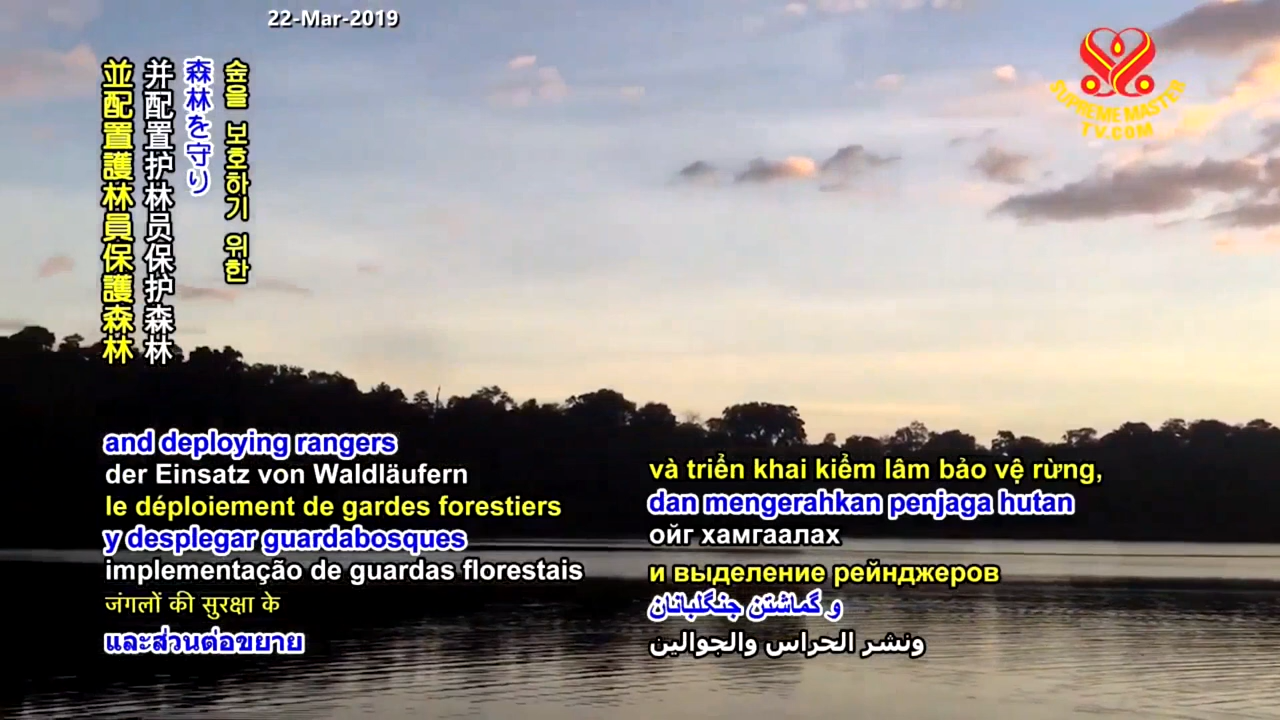 22-Mar-2019
SUPREME MASTER
TV.COM
並配置護林員保護森林
并配置护林员保护森林
森林を守り
숲을 보호하기 위한
and deploying rangers
der Einsatz von Waldläufern
le déploiement de gardes forestiers
y desplegar guardabosques
implementação de guardas florestais
जंगलों की सुरक्षा के
และส่วนต่อขยาย
và triển khai kiểm lâm bảo vệ rừng,
dan mengerahkan penjaga hutan
ойг хамгаалах
и выделение рейнджеров
و گماشتن جنگلبانان
ونشر الحراس والجوالين